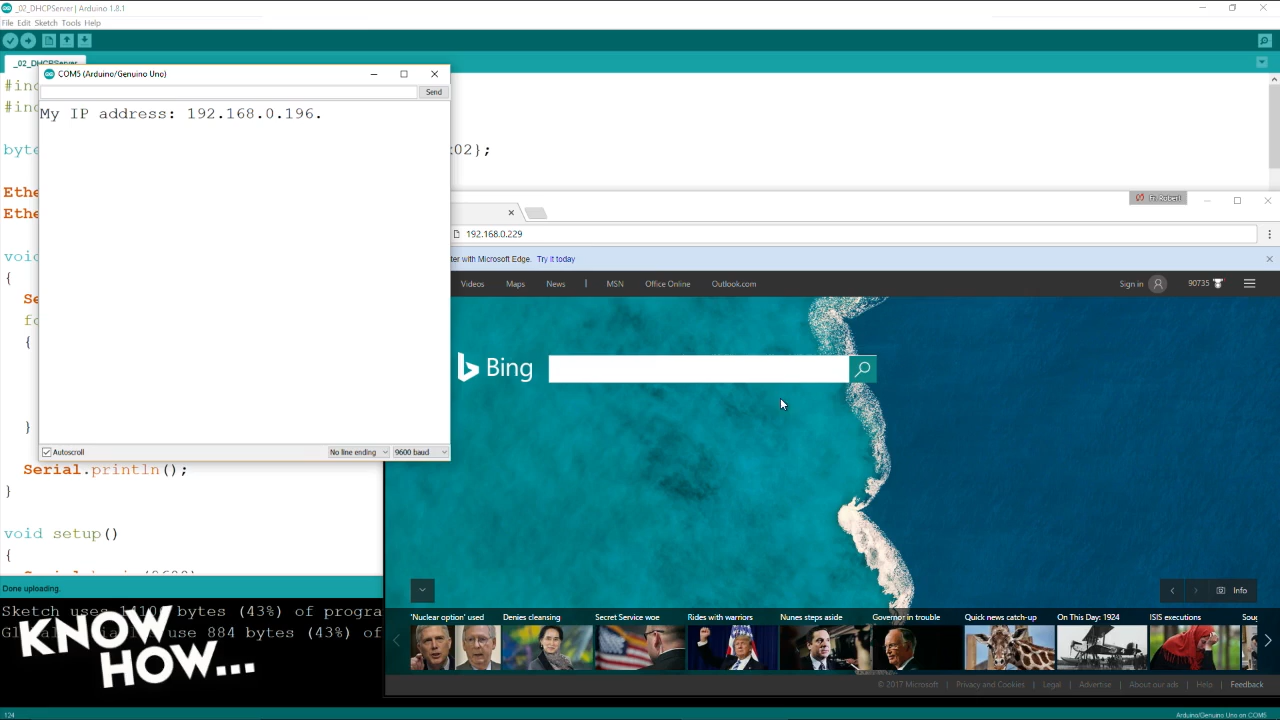 _02_DHCPServer | Arduino 1.8.1
File Edit Sketch Tools Help
_02_DHCPServer
COM5 (Arduino/Genuino Uno)
Send
My IP address: 192.168.0.196.
#inc
#inc
byte
02};
Ethe
Ethe
voi
{
Se
fo
{
}
Autoscroll
No line ending
9600 baud
Serial.println();
}
void setup()
{
Done uploading.
Sketch uses 14106 bytes (43%) of progra
use 884 bytes (43%) of
KNOW
HOW...
Fr Robert
192.168.0.229
ter with Microsoft Edge. Try it today
Videos Maps News | MSN Office Online Outlook.com
Sign in 90735
Bing
Info
'Nuclear option' used Denies cleansing Secret Service woe Rides with warriors Nunes steps aside Governor in trouble Quick news catch-up On This Day: 1924 ISIS executions
© 2017 Microsoft | Privacy and Cookies | Legal | Advertise | About our ads | Help | Feedback
124
Arduino/Genuino Uno on COM5